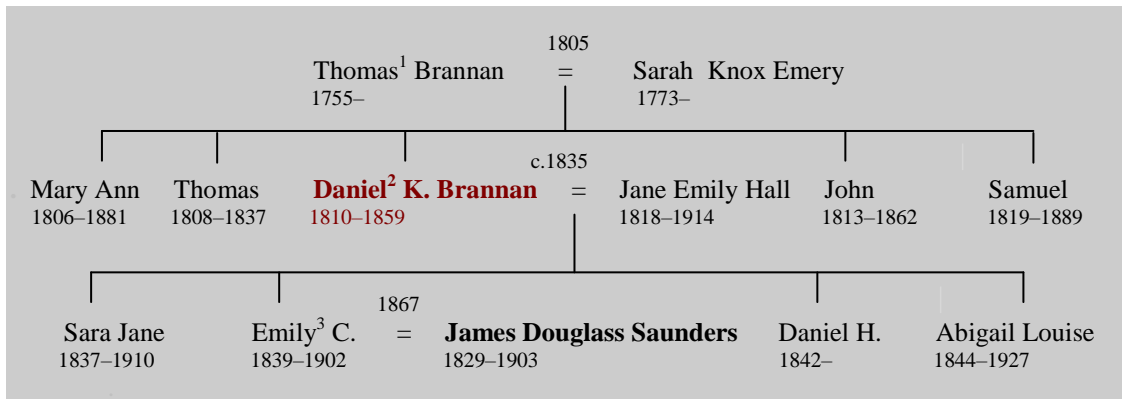 1805
Thomas¹ Brannan = Sarah Knox Emery
1755– 1773–
c.1835
Mary Ann Thomas Daniel² K. Brannan = Jane Emily Hall John Samuel
1806–1881 1808–1837 1810–1859 1818–1914 1813–1862 1819–1889
1867
Sara Jane Emily³ C. = James Douglass Saunders Daniel H. Abigail Louise
1837–1910 1839–1902 1829–1903 1842– 1844–1927